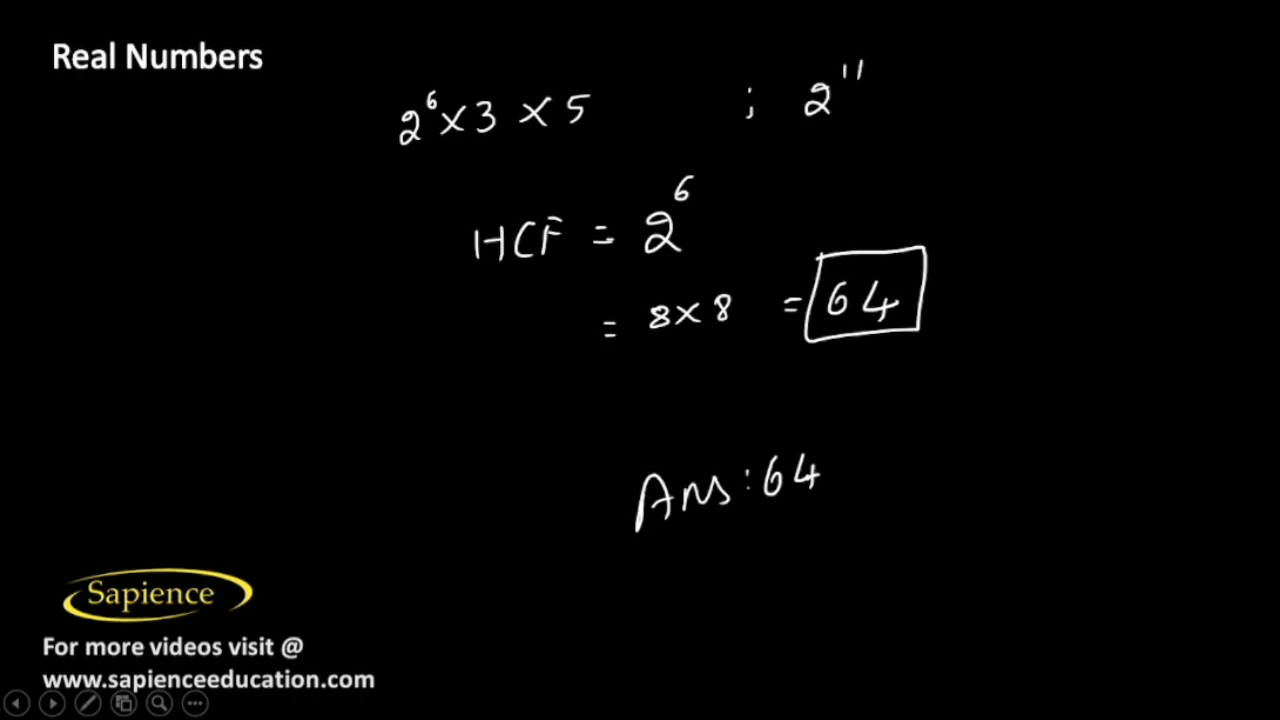 Real Numbers
2⁶ × 3 × 5 ; 2¹¹
HCF = 2⁶
= 8 × 8 = 64
Ans : 64
Sapience
For more videos visit @
www.sapienceeducation.com